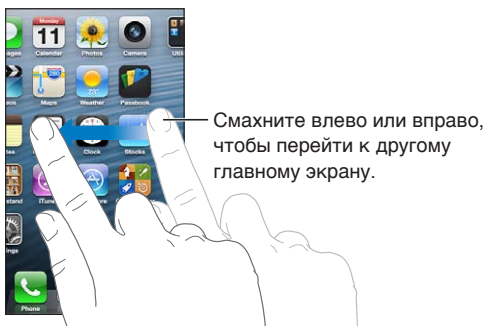 Monday
11
Calendar
Photos
Camera
Maps
Weather
Passbook
Clock
Stocks
Phone
Смахните влево или вправо,
чтобы перейти к другому
главному экрану.